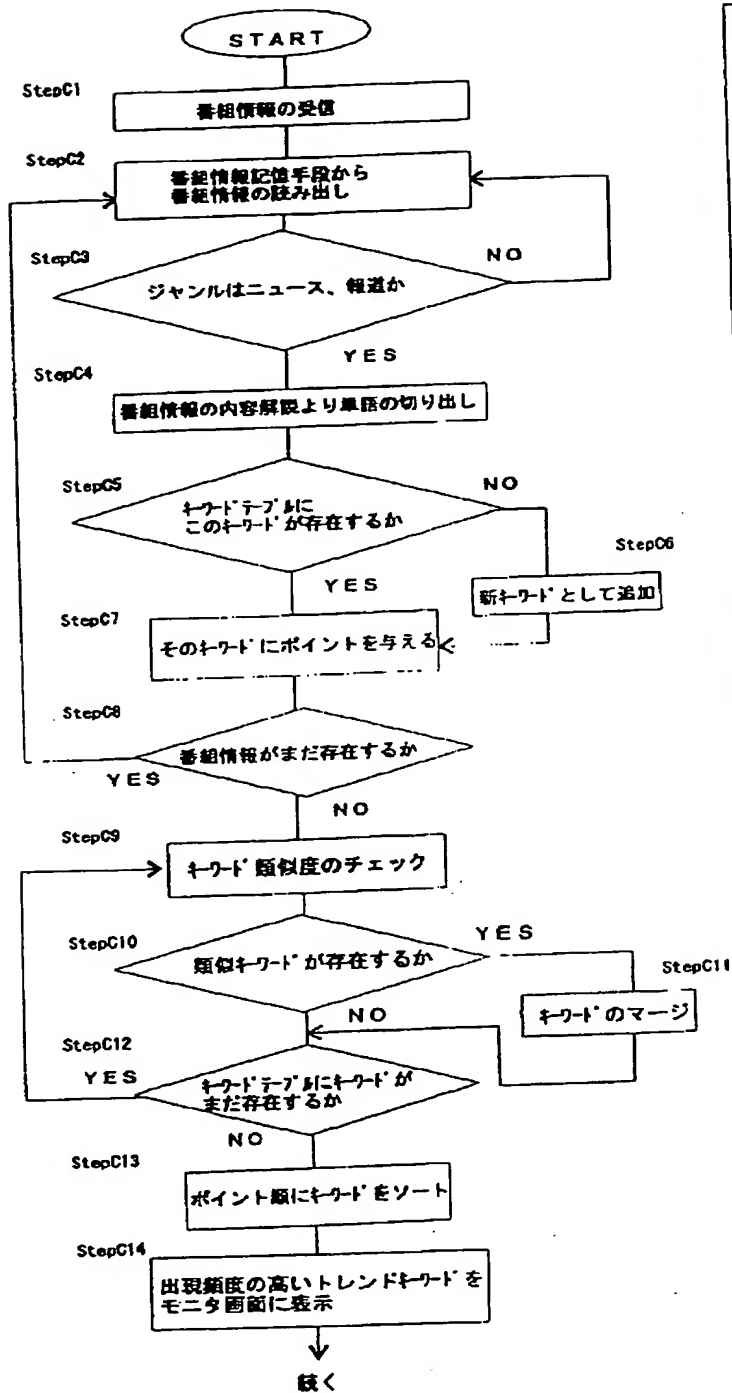 START
StepC1
番組情報の受信
StepC2
番組情報記憶手段から
番組情報の読み出し
StepC3
NO
ジャンルはニュース、報道か
YES
StepC4
番組情報の内容解説より単語の切り出し
StepC5
NO
キーワードテーブルに
このキーワードが存在するか
StepC6
YES
新キーワードとして追加
StepC7
そのキーワードにポイントを与える
StepC8
番組情報がまだ存在するか
YES
NO
StepC9
キーワード類似度のチェック
StepC10
YES
類似キーワードが存在するか
StepC11
NO
キーワードのマージ
StepC12
YES
キーワードテーブルにキーワードが
まだ存在するか
NO
StepC13
ポイント順にキーワードをソート
StepC14
出現頻度の高いトレンドキーワードを
モニタ画面に表示
続く